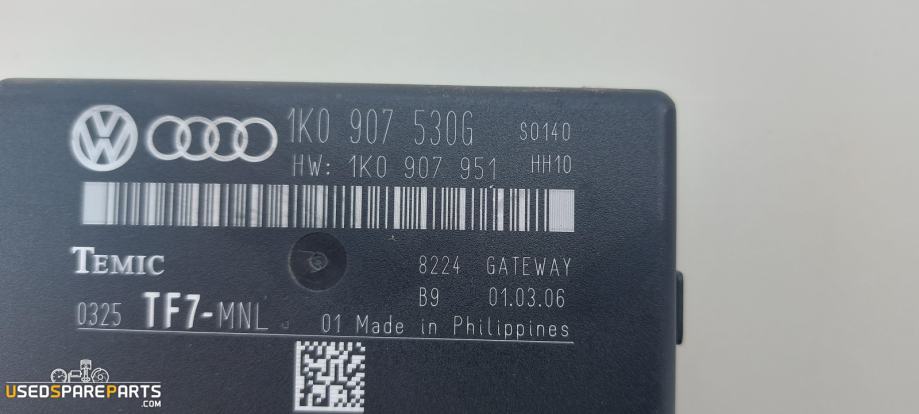 1K0 907 530G S0140
HW: 1K0 907 951 HH10
TEMIC
8224 GATEWAY
B9 01.03.06
0325 TF7-MNL 01 Made in Philippines
USEDSPAREPARTS
.COM